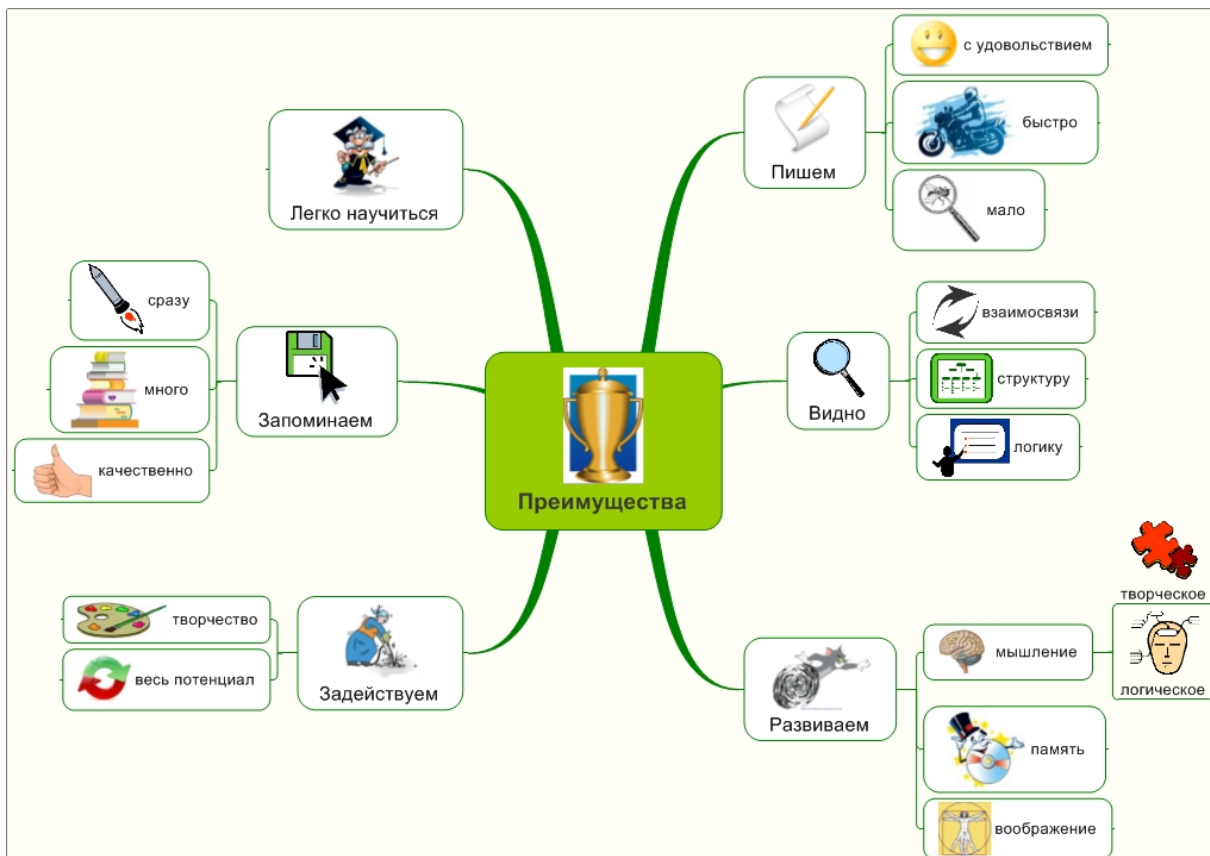 Преимущества
Пишем
с удовольствием
быстро
мало
Видно
взаимосвязи
структуру
логику
Развиваем
мышление
творческое
логическое
память
воображение
Задействуем
творчество
весь потенциал
Запоминаем
сразу
много
качественно
Легко научиться